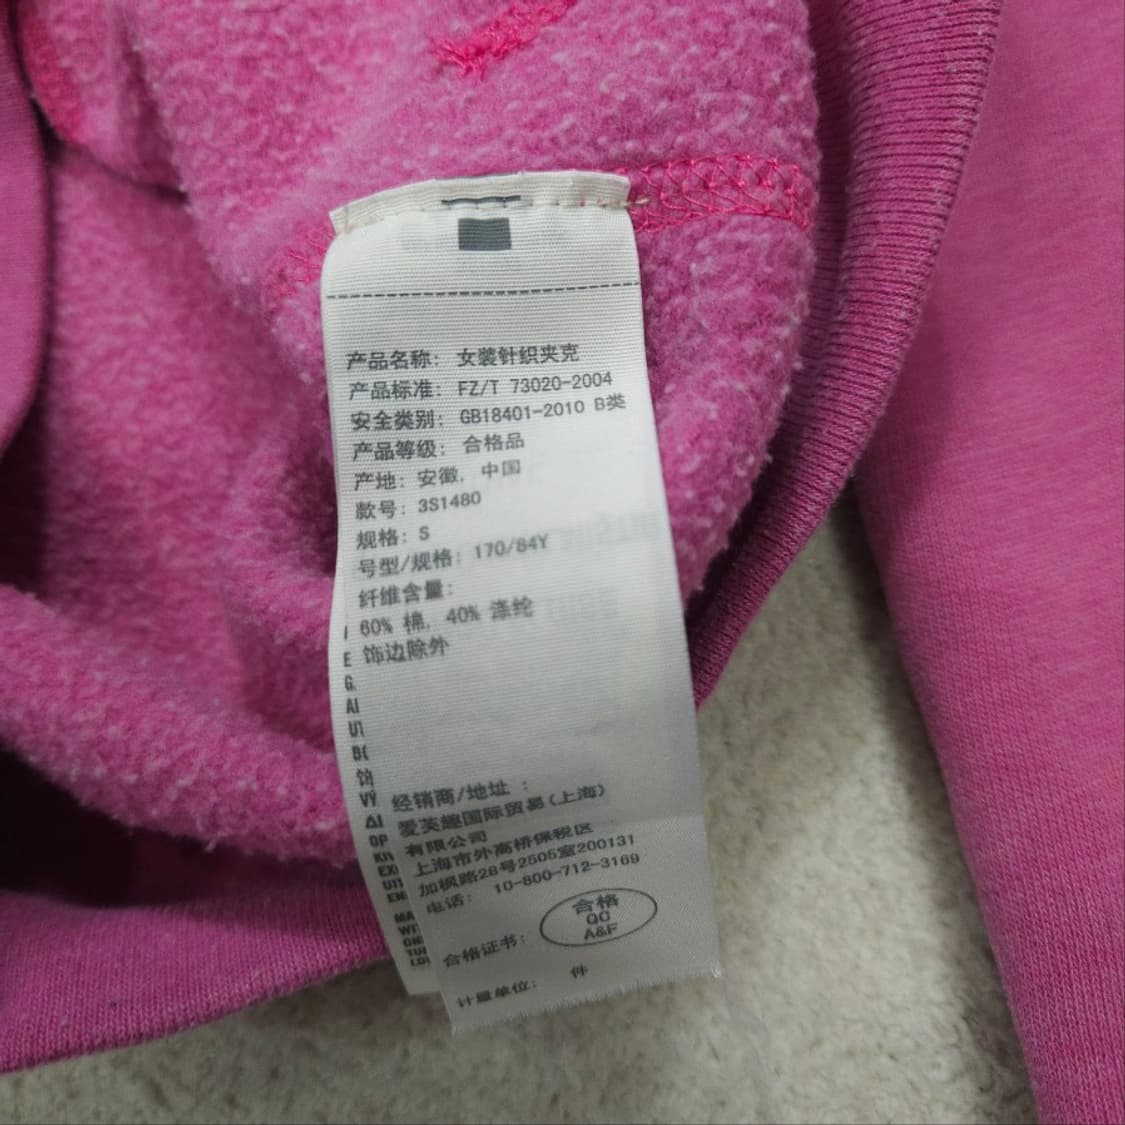 产品名称: 女装针织夹克
产品标准: FZ/T 73020-2004
安全类别: GB18401-2010 B类
产品等级: 合格品
产地: 安徽, 中国
款号: 3S1480
规格: S
号型/规格: 170/84Y
纤维含量:
60% 棉, 40% 涤纶
饰边除外
经销商/地址 :
爱芙趣国际贸易(上海)
有限公司
上海市外高桥保税区
加枫路28号2505室200131
电话: 10-800-712-3169
合格
QC
A&F
合格证书:
计量单位: 件
E
G.
AI
VY
OP
MA